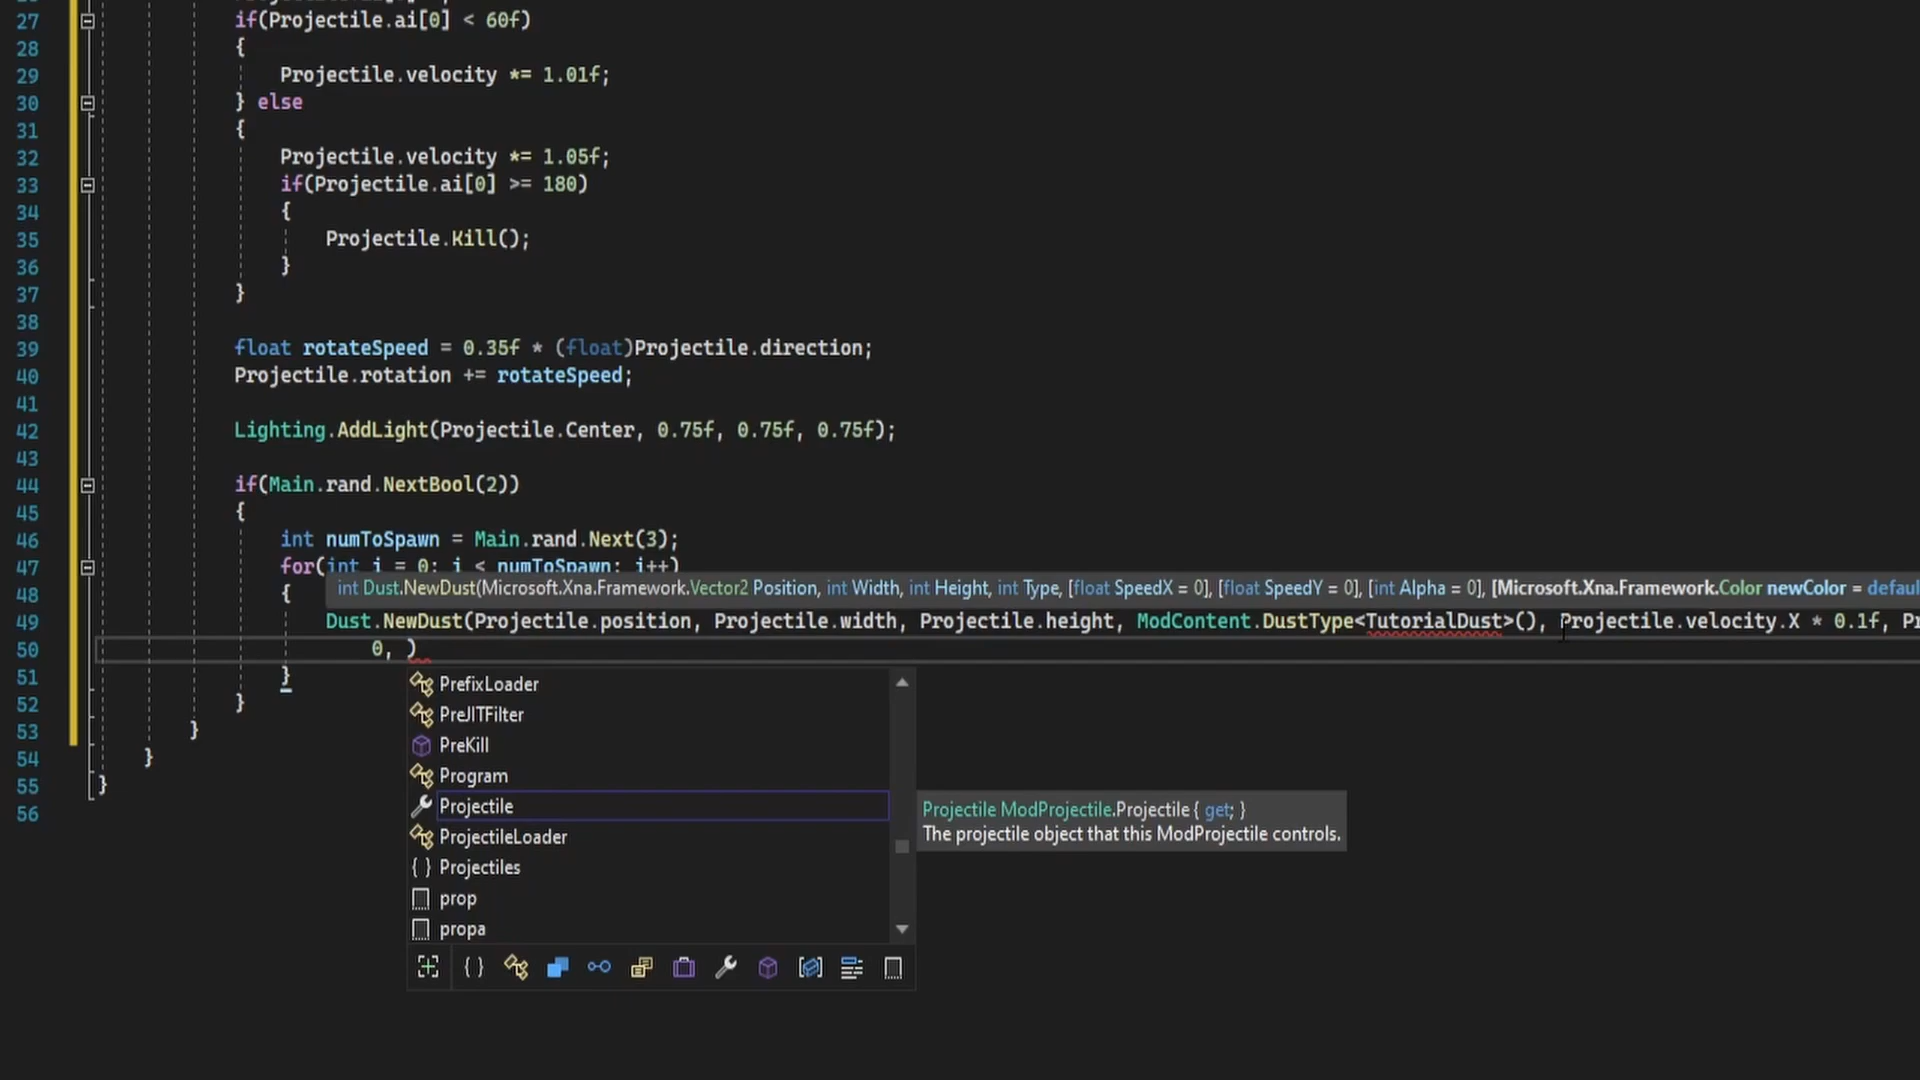 27 if(Projectile.ai[0] < 60f)
28 {
29 Projectile.velocity *= 1.01f;
30 } else
31 {
32 Projectile.velocity *= 1.05f;
33 if(Projectile.ai[0] >= 180)
34 {
35 Projectile.Kill();
36 }
37 }
38
39 float rotateSpeed = 0.35f * (float)Projectile.direction;
40 Projectile.rotation += rotateSpeed;
41
42 Lighting.AddLight(Projectile.Center, 0.75f, 0.75f, 0.75f);
43
44 if(Main.rand.NextBool(2))
45 {
46 int numToSpawn = Main.rand.Next(3);
47 for(int i = 0; i < numToSpawn; i++)
int Dust.NewDust(Microsoft.Xna.Framework.Vector2 Position, int Width, int Height, int Type, [float SpeedX = 0], [float SpeedY = 0], [int Alpha = 0], [Microsoft.Xna.Framework.Color newColor = defaul
48 {
49 Dust.NewDust(Projectile.position, Projectile.width, Projectile.height, ModContent.DustType<TutorialDust>(), Projectile.velocity.X * 0.1f, Pr
50 0, )
51 }
52 }
53 }
54 }
55 }
56
PrefixLoader
PreJITFilter
PreKill
Program
Projectile
ProjectileLoader
{ } Projectiles
prop
propa
{ }
Projectile ModProjectile.Projectile { get; }
The projectile object that this ModProjectile controls.